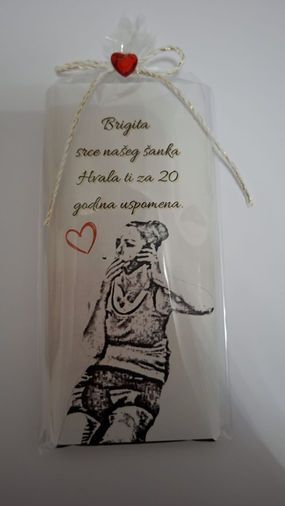 Brigita
srce našeg šanka
Hvala ti za 20
godina uspomena.